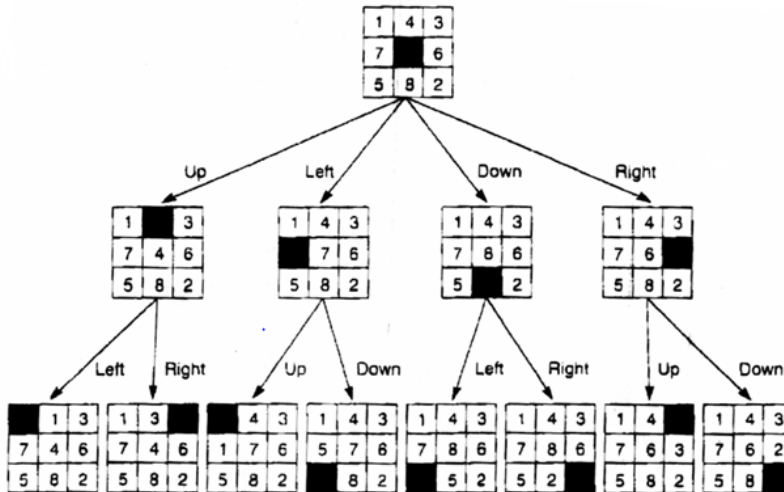 1 4 3
7 6
5 8 2
Up Left Down Right
1 3 1 4 3 1 4 3 1 4 3
7 4 6 7 6 7 8 6 7 6
5 8 2 5 8 2 5 2 5 8 2
Left Right Up Down Left Right Up Down
1 3 1 3 4 3 1 4 3 1 4 3 1 4 3 1 4 1 4 3
7 4 6 7 4 6 1 7 6 5 7 6 7 8 6 7 8 6 7 6 3 7 6 2
5 8 2 5 8 2 5 8 2 8 2 5 2 5 2 5 8 2 5 8